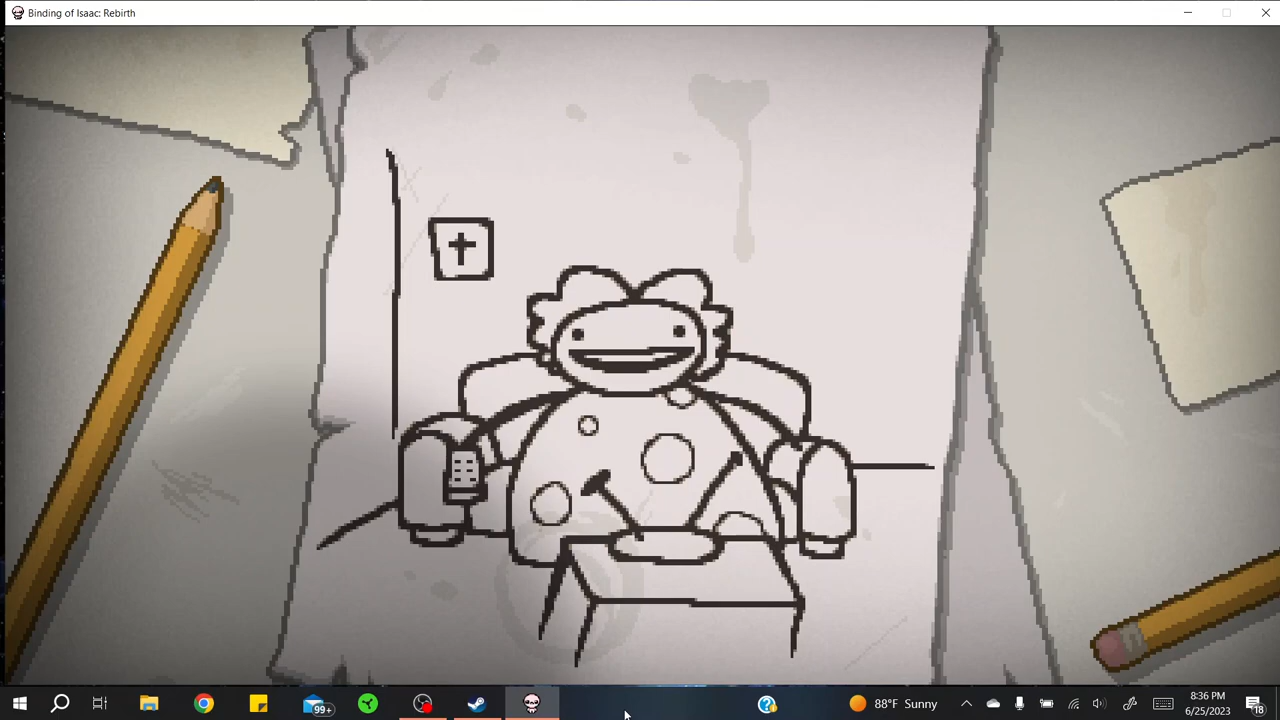 Binding of Isaac: Rebirth
99+
88°F Sunny
8:36 PM
6/25/2023
18